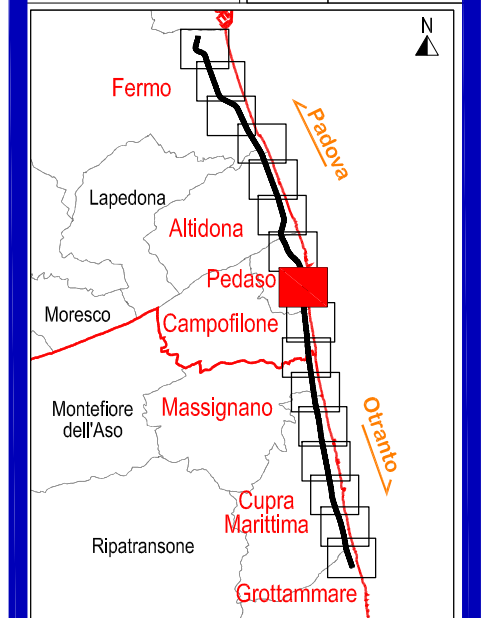 N
Fermo
Padova
Lapedona
Altidona
Pedaso
Moresco
Campofilone
Montefiore
dell'Aso
Massignano
Otranto
Cupra
Marittima
Ripatransone
Grottammare